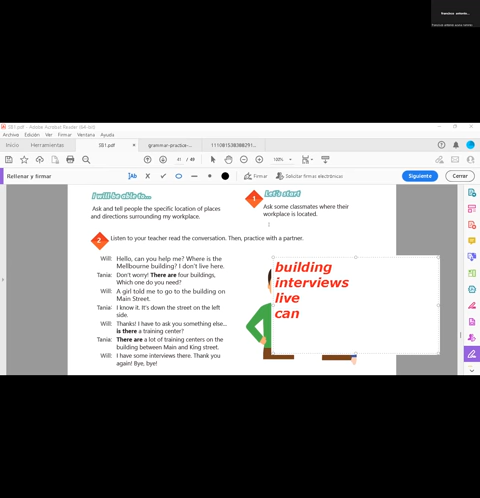 SB1.pdf - Adobe Acrobat Reader (64-bit)
Archivo Edición Ver Firmar Ventana Ayuda
Inicio Herramientas SB1.pdf × grammar-practice-...
41 / 49 100%
Rellenar y firmar Ab Firmar Solicitar firmas electrónicas Siguiente Cerrar
I will be able to...
Ask and tell people the specific location of places
and directions surrounding my workplace.
1 Let's start
Ask some classmates where their
workplace is located.
2 Listen to your teacher read the conversation. Then, practice with a partner.
Will: Hello, can you help me? Where is the
Mellbourne building? I don't live here.
Tania: Don't worry! There are four buildings,
Which one do you need?
Will: A girl told me to go to the building on
Main Street.
Tania: I know it. It's down the street on the left
side.
Will: Thanks! I have to ask you something else...
is there a training center?
Tania: There are a lot of training centers on the
building between Main and King street.
Will: I have some interviews there. Thank you
again! Bye, bye!
building
interviews
live
can